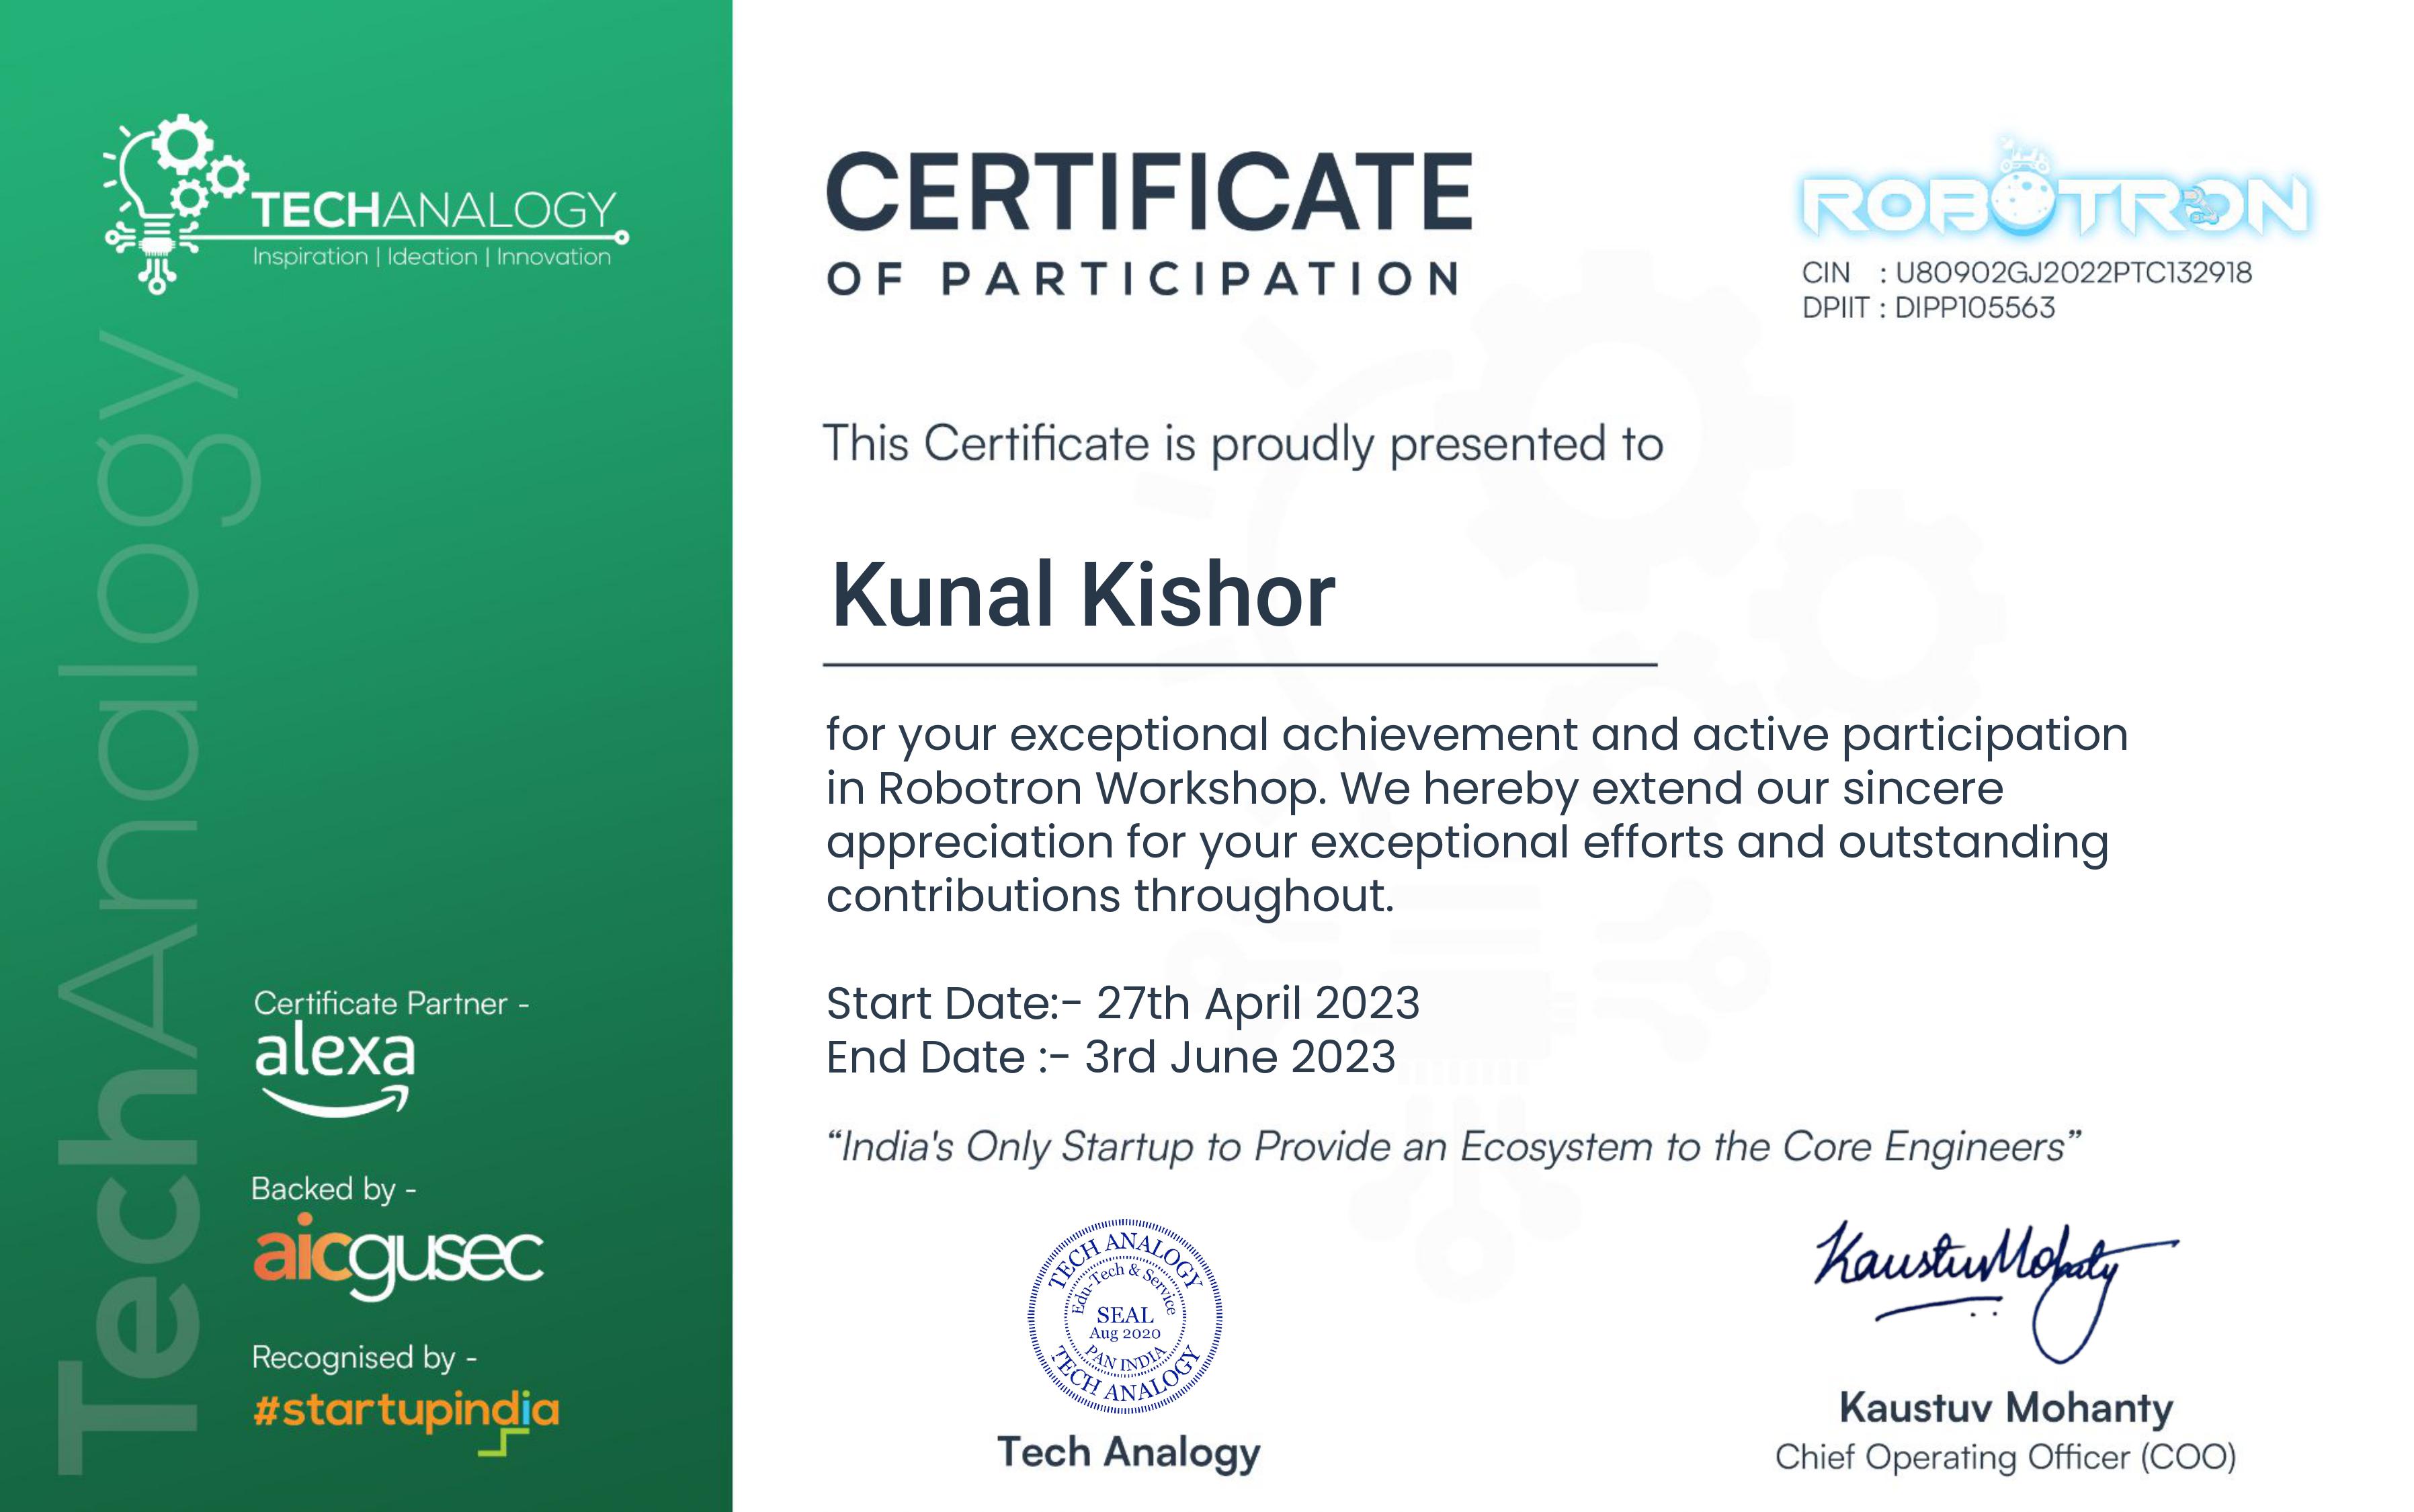 TECHANALOGY
Inspiration | Ideation | Innovation
TechAnalogy
Certificate Partner -
alexa
Backed by -
aicgusec
Recognised by -
#startupindia
CERTIFICATE
OF PARTICIPATION
ROBOTRON
CIN : U80902GJ2022PTC132918
DPIIT : DIPP105563
This Certificate is proudly presented to
Kunal Kishor
for your exceptional achievement and active participation
in Robotron Workshop. We hereby extend our sincere
appreciation for your exceptional efforts and outstanding
contributions throughout.
Start Date:- 27th April 2023
End Date :- 3rd June 2023
“India's Only Startup to Provide an Ecosystem to the Core Engineers”
TECH ANALOGY
Edu-Tech & Service
SEAL
Aug 2020
PAN INDIA
TECH ANALOGY
Tech Analogy
Kaustuv Mohanty
Kaustuv Mohanty
Chief Operating Officer (COO)